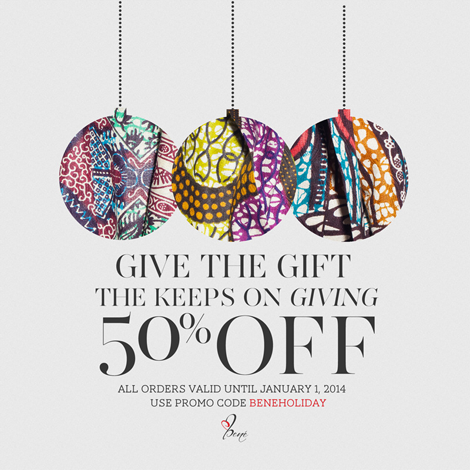 GIVE THE GIFT
THE KEEPS ON GIVING
50% OFF
ALL ORDERS VALID UNTIL JANUARY 1, 2014
USE PROMO CODE BENEHOLIDAY
Bené